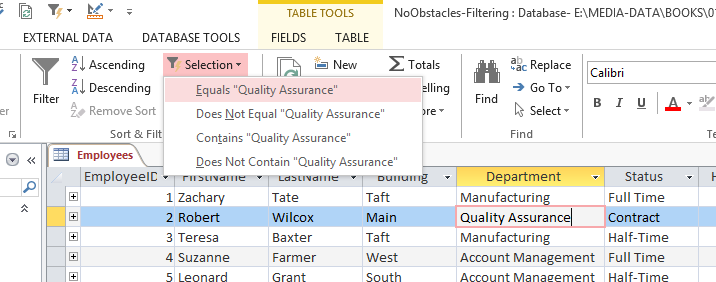 TABLE TOOLS NoObstacles-Filtering : Database- E:\MEDIA-DATA\BOOKS\0
EXTERNAL DATA DATABASE TOOLS FIELDS TABLE
Filter
Ascending
Descending
Remove Sort
Sort & Filt
Selection
Equals "Quality Assurance"
Does Not Equal "Quality Assurance"
Contains "Quality Assurance"
Does Not Contain "Quality Assurance"
New
Totals
lling
Find
Replace
Go To
Select
Find
Calibri
B I U
Employees
EmployeeID FirstName LastName Building Department Status
1 Zachary Tate Taft Manufacturing Full Time
2 Robert Wilcox Main Quality Assurance Contract
3 Teresa Baxter Taft Manufacturing Half-Time
4 Suzanne Farmer West Account Management Full Time
5 Leonard Grant South Account Management Half-Time